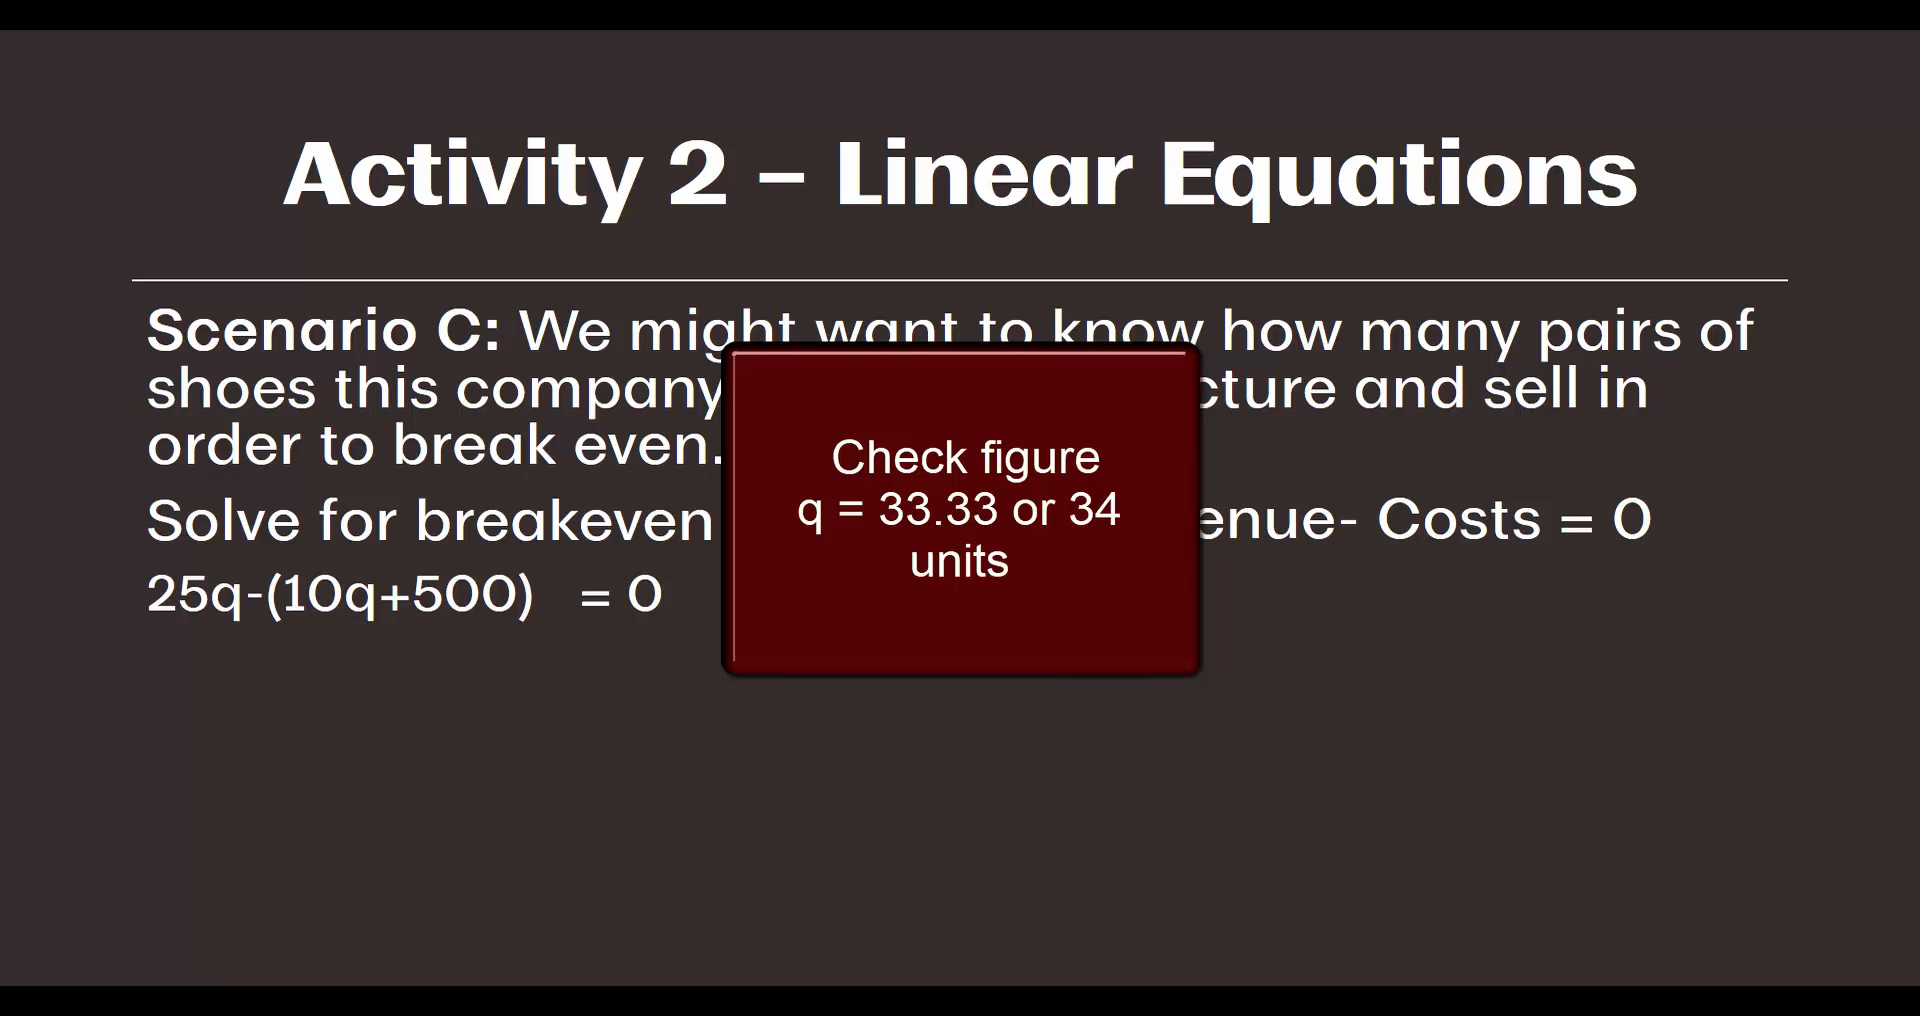 Activity 2 – Linear Equations
Scenario C: We might want to know how many pairs of
shoes this company cture and sell in
order to break even.
Solve for breakeven enue- Costs = 0
25q-(10q+500) = 0
Check figure
q = 33.33 or 34
units